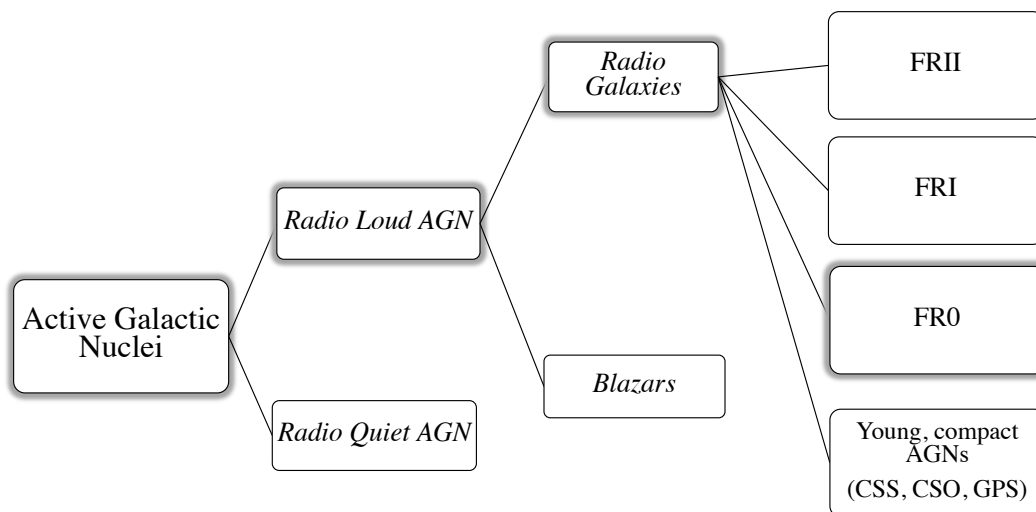 Radio
Galaxies
FRII
FRI
Radio Loud AGN
FR0
Active Galactic
Nuclei
Blazars
Radio Quiet AGN
Young, compact
AGNs
(CSS, CSO, GPS)